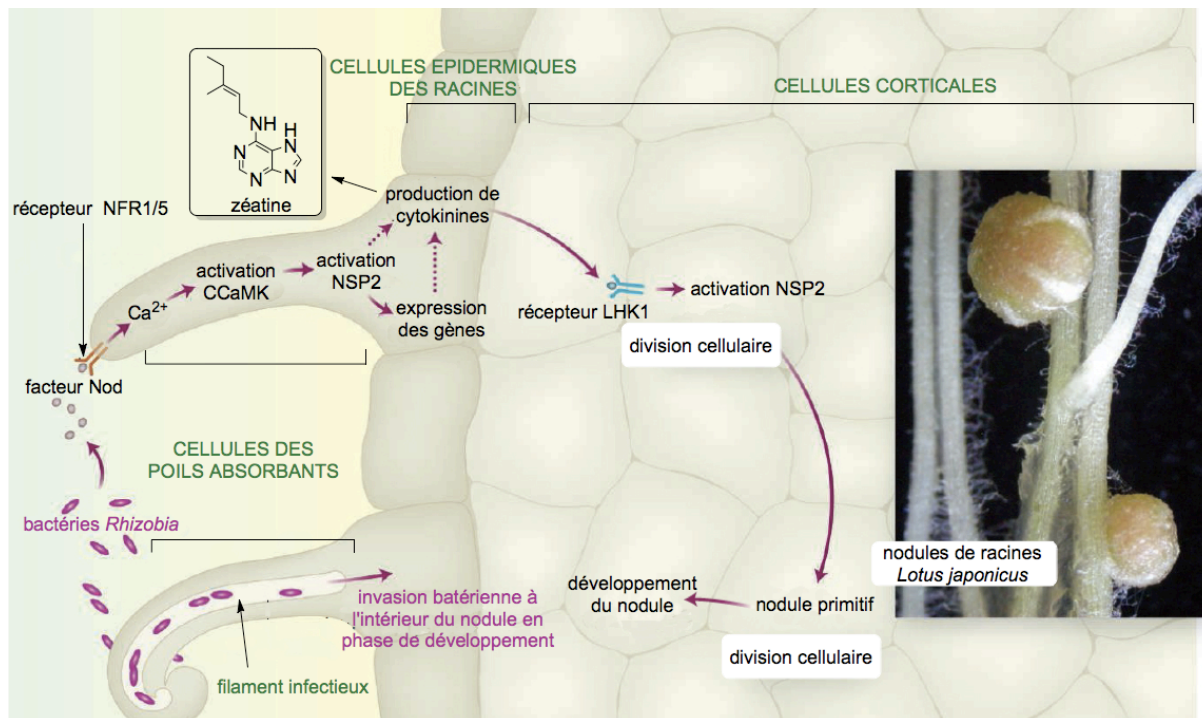 CELLULES EPIDERMIQUES
DES RACINES
CELLULES CORTICALES
NH
H
N
N
N
N
zéatine
récepteur NFR1/5
production de
cytokinines
activation
CCaMK
activation
NSP2
Ca2+
expression
des gènes
récepteur LHK1
activation NSP2
division cellulaire
facteur Nod
CELLULES DES
POILS ABSORBANTS
bactéries Rhizobia
nodules de racines
Lotus japonicus
développement
du nodule
nodule primitif
invasion batérienne à
l'intérieur du nodule en
phase de développement
division cellulaire
filament infectieux